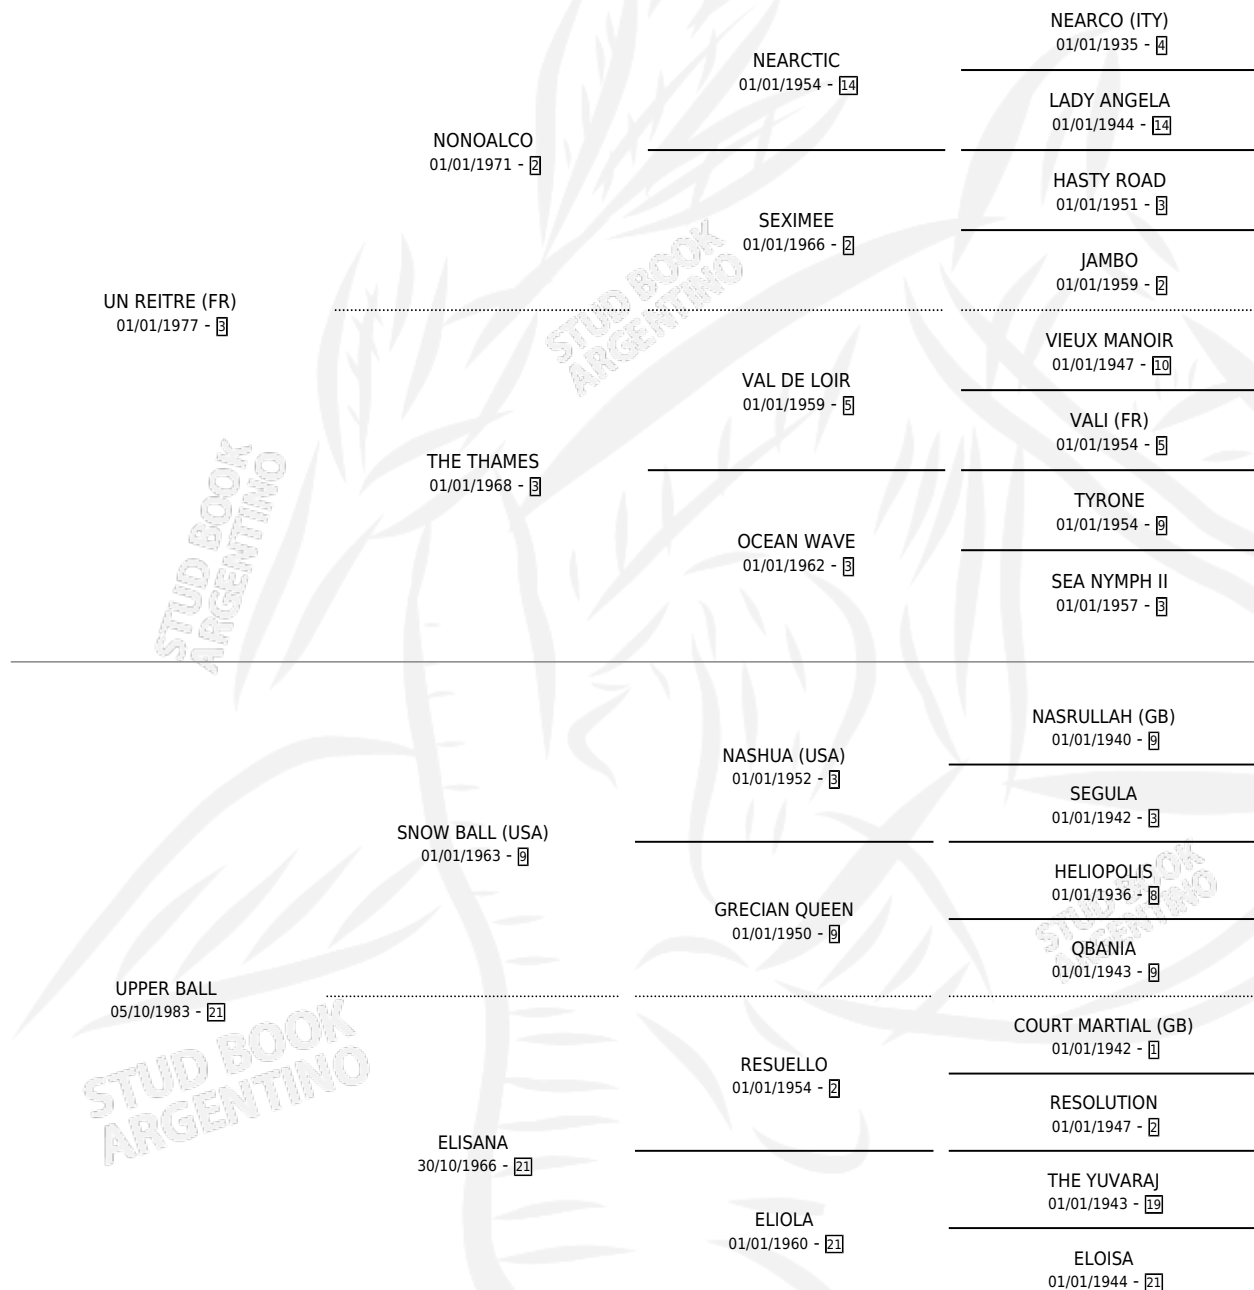 NEARCO (ITY)
01/01/1935 - 4
NEARCTIC
01/01/1954 - 14
LADY ANGELA
01/01/1944 - 14
NONOALCO
01/01/1971 - 2
HASTY ROAD
01/01/1951 - 3
SEXIMEE
01/01/1966 - 2
JAMBO
01/01/1959 - 2
UN REITRE (FR)
01/01/1977 - 3
STUD BOOK
ARGENTINO
VIEUX MANOIR
01/01/1947 - 10
VAL DE LOIR
01/01/1959 - 5
VALI (FR)
01/01/1954 - 5
THE THAMES
01/01/1968 - 3
TYRONE
01/01/1954 - 9
OCEAN WAVE
01/01/1962 - 3
SEA NYMPH II
01/01/1957 - 3
STUD BOOK
ARGENTINO
NASRULLAH (GB)
01/01/1940 - 9
NASHUA (USA)
01/01/1952 - 3
SEGULA
01/01/1942 - 3
SNOW BALL (USA)
01/01/1963 - 9
HELIOPOLIS
01/01/1936 - 8
GRECIAN QUEEN
01/01/1950 - 9
STUD BOOK
ARGENTINO
QBANIA
01/01/1943 - 9
UPPER BALL
05/10/1983 - 21
STUD BOOK
ARGENTINO
COURT MARTIAL (GB)
01/01/1942 - 1
RESUELLO
01/01/1954 - 2
RESOLUTION
01/01/1947 - 2
ELISANA
30/10/1966 - 21
THE YUVARAJ
01/01/1943 - 19
ELIOLA
01/01/1960 - 21
ELOISA
01/01/1944 - 21